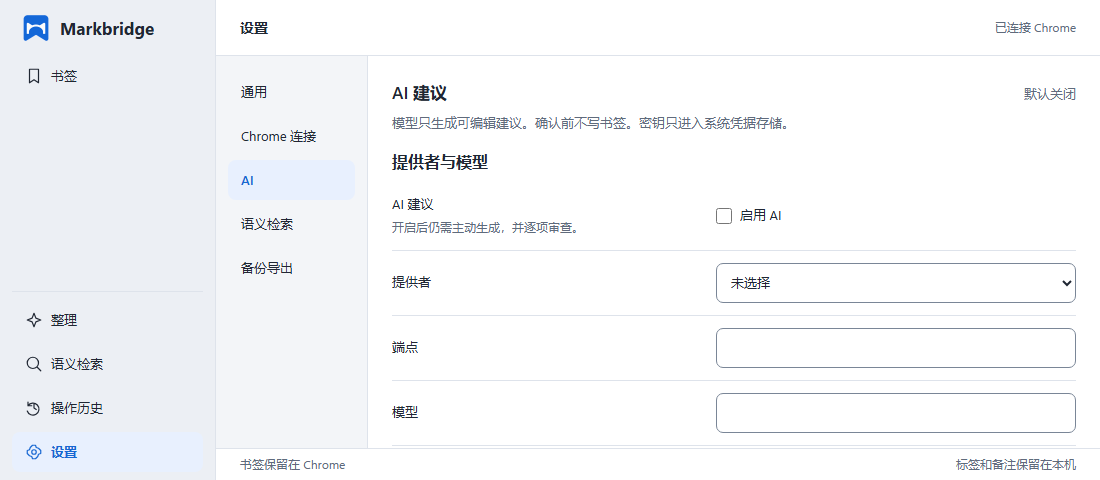 Markbridge
书签
整理
语义检索
操作历史
设置
设置
已连接 Chrome
通用
Chrome 连接
AI
语义检索
备份导出
AI 建议
默认关闭
模型只生成可编辑建议。确认前不写书签。密钥只进入系统凭据存储。
提供者与模型
AI 建议
开启后仍需主动生成，并逐项审查。
启用 AI
提供者
未选择
端点
模型
书签保留在 Chrome
标签和备注保留在本机